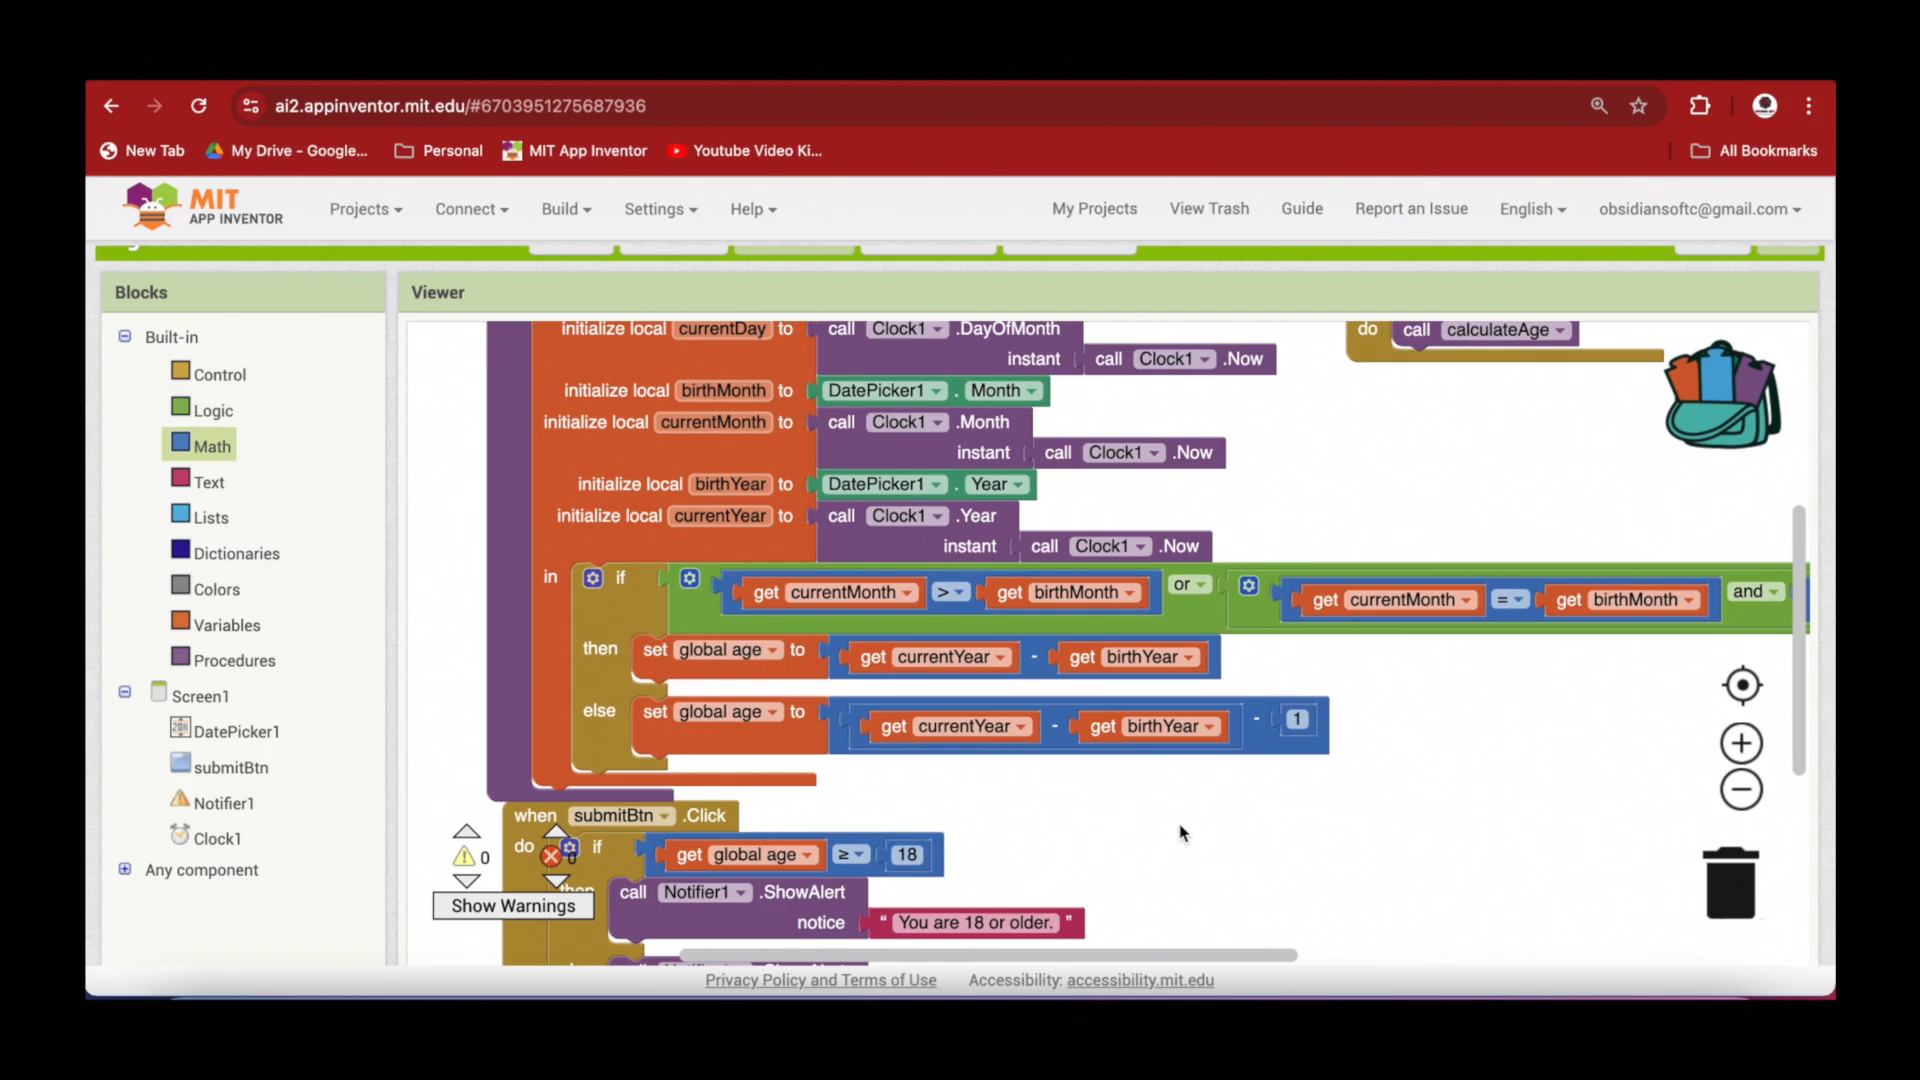 ai2.appinventor.mit.edu/#6703951275687936
New Tab My Drive - Google... Personal MIT App Inventor Youtube Video Ki... All Bookmarks
MIT
APP INVENTOR
Projects Connect Build Settings Help My Projects View Trash Guide Report an Issue English obsidiansoftc@gmail.com
Blocks
Viewer
Built-in
Control
Logic
Math
Text
Lists
Dictionaries
Colors
Variables
Procedures
Screen1
DatePicker1
submitBtn
Notifier1
Clock1
Any component
initialize local currentDay to call Clock1 .DayOfMonth
instant call Clock1 .Now
do call calculateAge
initialize local birthMonth to DatePicker1 . Month
initialize local currentMonth to call Clock1 .Month
instant call Clock1 .Now
initialize local birthYear to DatePicker1 . Year
initialize local currentYear to call Clock1 .Year
instant call Clock1 .Now
in if get currentMonth > get birthMonth or get currentMonth = get birthMonth and
then set global age to get currentYear - get birthYear
else set global age to get currentYear - get birthYear - 1
when submitBtn .Click
do if get global age ≥ 18
then call Notifier1 .ShowAlert
notice “ You are 18 or older. ”
0
Show Warnings
Privacy Policy and Terms of Use Accessibility: accessibility.mit.edu